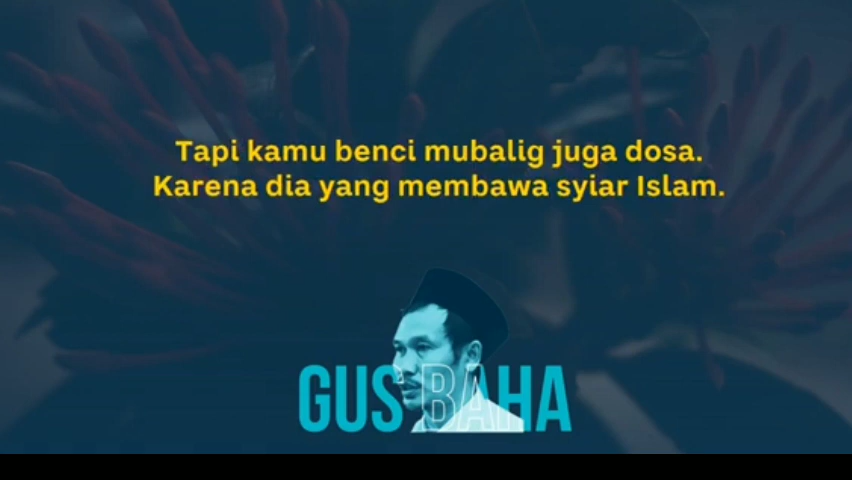 Tapi kamu benci mubalig juga dosa.
Karena dia yang membawa syiar Islam.
GUS BAHA